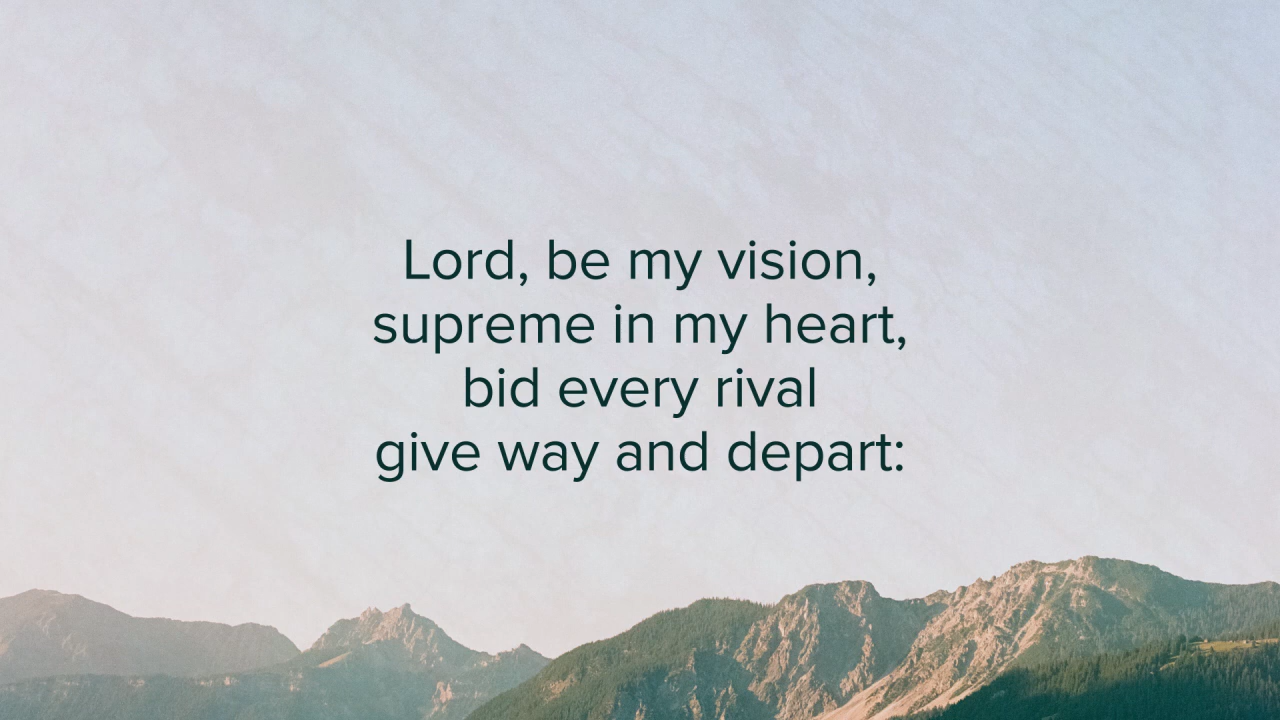 Lord, be my vision,
supreme in my heart,
bid every rival
give way and depart: